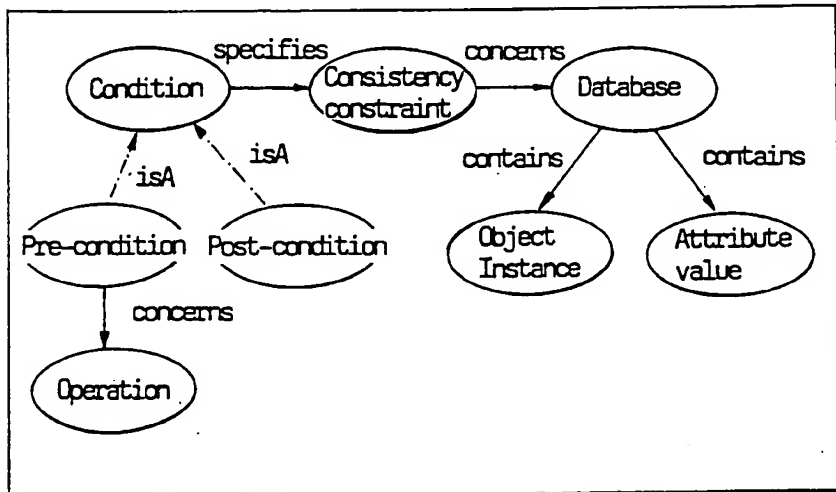 specifies
concerns
Condition
Consistency
constraint
Database
isA
isA
contains
contains
Pre-condition
Post-condition
Object
Instance
Attribute
value
concerns
Operation